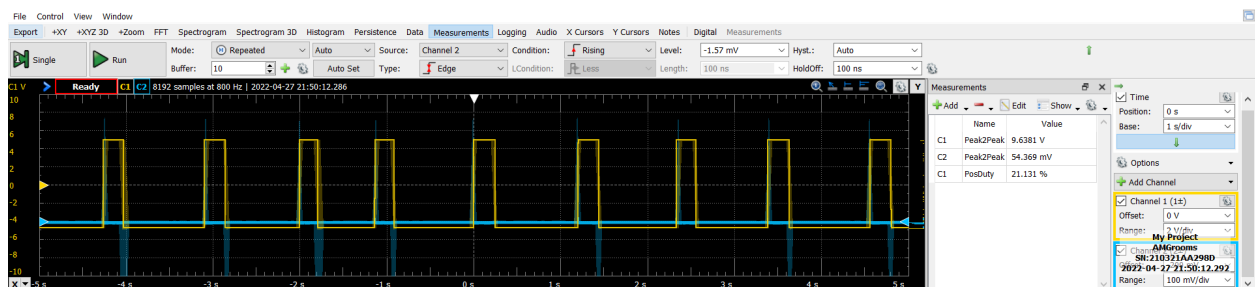 File Control View Window
Export +XY +XYZ 3D +Zoom FFT Spectrogram Spectrogram 3D Histogram Persistence Data Measurements Logging Audio X Cursors Y Cursors Notes Digital Measurements
Single Run Mode: Repeated Auto Source: Channel 2 Condition: Rising Level: -1.57 mV Hyst.: Auto
Buffer: 10 Auto Set Type: Edge LCondition: Less Length: 100 ns HoldOff: 100 ns
C1 V Ready C1 C2 8192 samples at 800 Hz | 2022-04-27 21:50:12.286 Y
10
8
6
4
2
0
-2
-4
-6
-8
-10
X -5 s -4 s -3 s -2 s -1 s 0 s 1 s 2 s 3 s 4 s 5 s
Measurements
Add Edit Show
Name Value
C1 Peak2Peak 9.6381 V
C2 Peak2Peak 54.369 mV
C1 PosDuty 21.131 %
Time
Position: 0 s
Base: 1 s/div
Options
Add Channel
Channel 1 (1±)
Offset: 0 V
Range: 2 V/div
My Project
AMGrooms
SN:210321AA298D
2022-04-27 21:50:12.292
Range: 100 mV/div